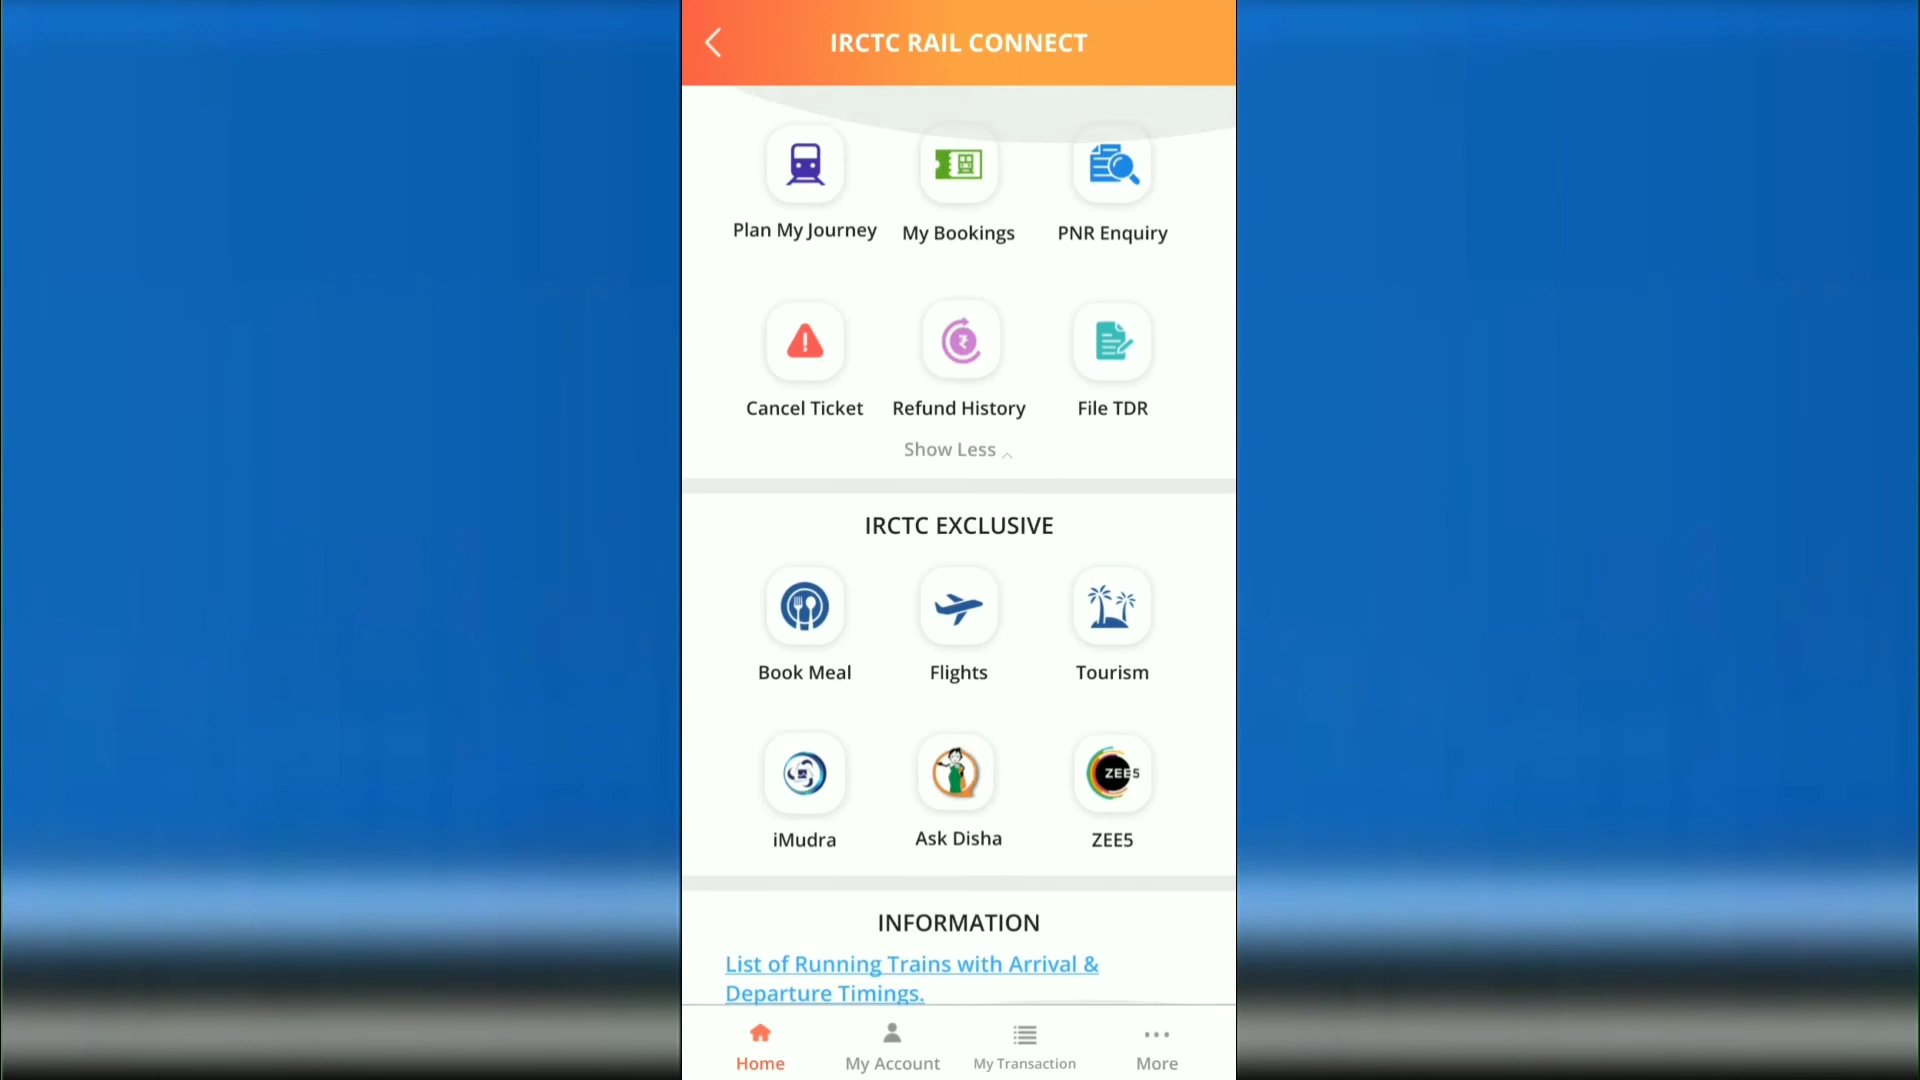 IRCTC RAIL CONNECT
Plan My Journey
My Bookings
PNR Enquiry
Cancel Ticket
Refund History
File TDR
Show Less
IRCTC EXCLUSIVE
Book Meal
Flights
Tourism
ZEE5
iMudra
Ask Disha
ZEE5
INFORMATION
List of Running Trains with Arrival &
Departure Timings.
Home
My Account
My Transaction
More